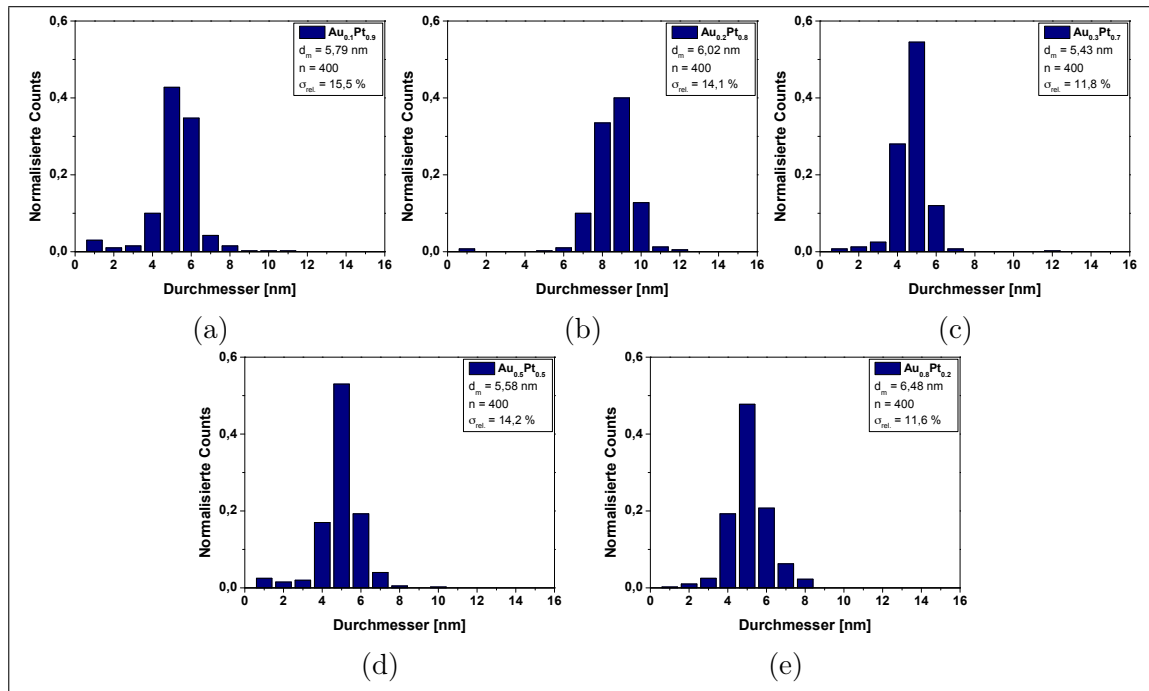 0,6
0,4
0,2
0,0
Normalisierte Counts
0 2 4 6 8 10 12 14 16
Durchmesser [nm]
Au0.1Pt0.9
dm = 5,79 nm
n = 400
σrel. = 15,5 %
(a)
0,6
0,4
0,2
0,0
Normalisierte Counts
0 2 4 6 8 10 12 14 16
Durchmesser [nm]
Au0.2Pt0.8
dm = 6,02 nm
n = 400
σrel. = 14,1 %
(b)
0,6
0,4
0,2
0,0
Normalisierte Counts
0 2 4 6 8 10 12 14 16
Durchmesser [nm]
Au0.3Pt0.7
dm = 5,43 nm
n = 400
σrel. = 11,8 %
(c)
0,6
0,4
0,2
0,0
Normalisierte Counts
0 2 4 6 8 10 12 14 16
Durchmesser [nm]
Au0.5Pt0.5
dm = 5,58 nm
n = 400
σrel. = 14,2 %
(d)
0,6
0,4
0,2
0,0
Normalisierte Counts
0 2 4 6 8 10 12 14 16
Durchmesser [nm]
Au0.8Pt0.2
dm = 6,48 nm
n = 400
σrel. = 11,6 %
(e)